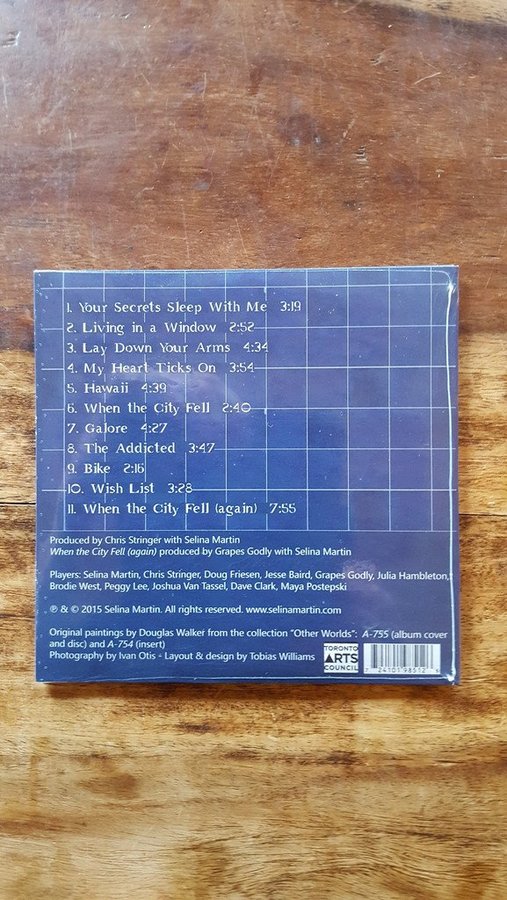 1. Your Secrets Sleep With Me 3:19
2. Living in a Window 2:52
3. Lay Down Your Arms 4:34
4. My Heart Ticks On 3:54
5. Hawaii 4:39
6. When the City Fell 2:40
7. Galore 4:27
8. The Addicted 3:47
9. Bike 2:16
10. Wish List 3:28
11. When the City Fell (again) 7:55
Produced by Chris Stringer with Selina Martin
When the City Fell (again) produced by Grapes Godly with Selina Martin
Players: Selina Martin, Chris Stringer, Doug Friesen, Jesse Baird, Grapes Godly, Julia Hambleton,
Brodie West, Peggy Lee, Joshua Van Tassel, Dave Clark, Maya Postepski
℗ & © 2015 Selina Martin. All rights reserved. www.selinamartin.com
Original paintings by Douglas Walker from the collection "Other Worlds": A-755 (album cover
and disc) and A-754 (insert)
Photography by Ivan Otis • Layout & design by Tobias Williams
TORONTO
ARTS
COUNCIL
7 24101 98512 6